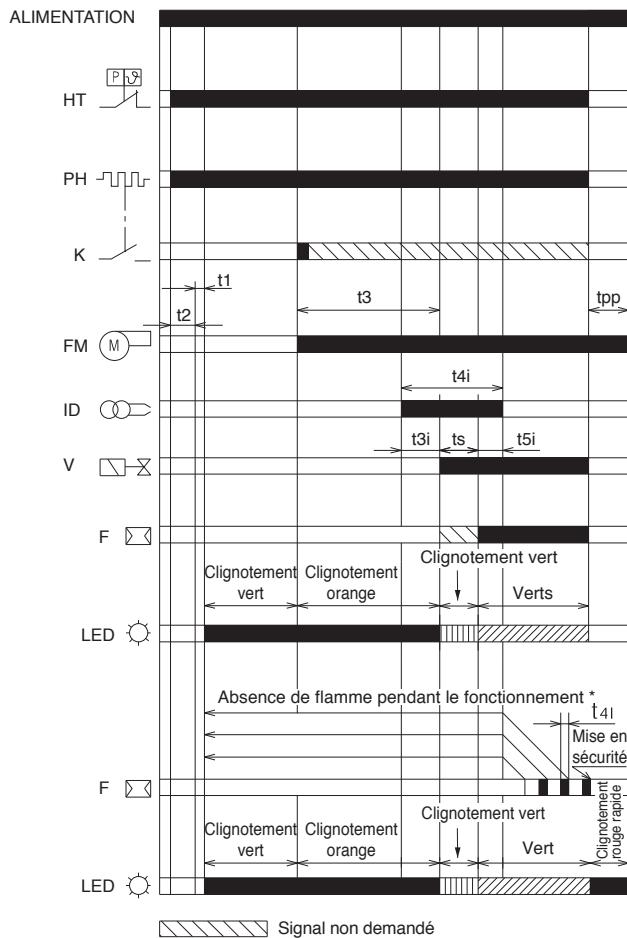 ALIMENTATION
P ϑ
HT
PH
K
t1
t2
t3
tpp
FM
M
t4i
ID
t3i
ts
t5i
V
F
Clignotement vert
Clignotement
vert
Clignotement
orange
Verts
LED
Absence de flamme pendant le fonctionnement *
t4l
Mise en
sécurité
F
Clignotement
rouge rapide
Clignotement vert
Clignotement
vert
Clignotement
orange
Vert
LED
Signal non demandé